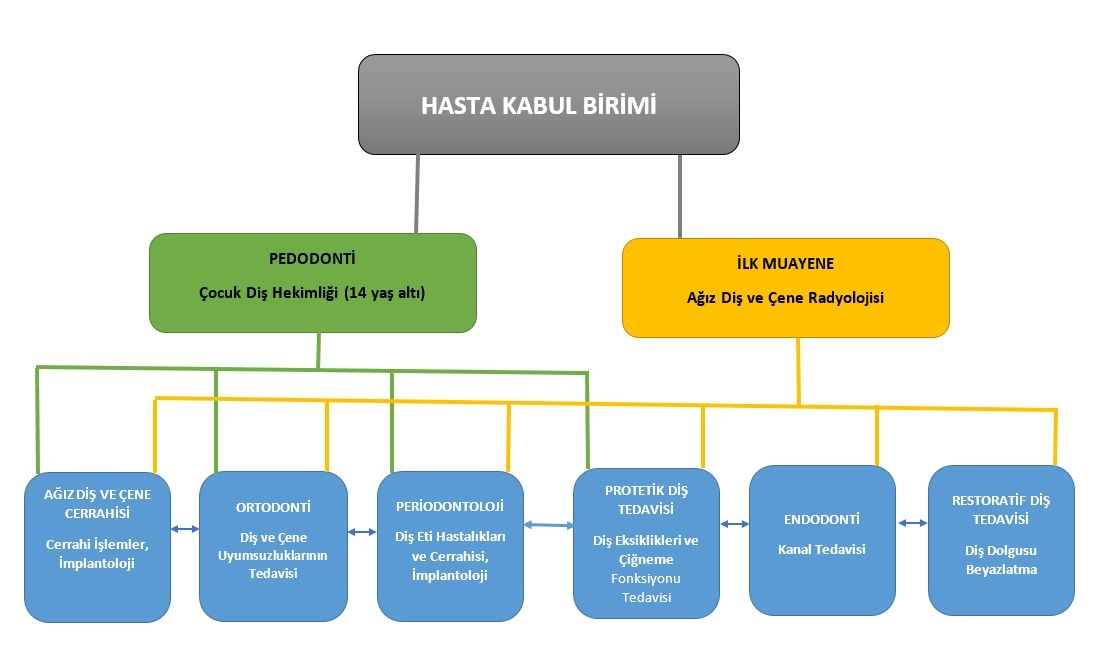 HASTA KABUL BİRİMİ
PEDODONTİ
Çocuk Diş Hekimliği (14 yaş altı)
İLK MUAYENE
Ağız Diş ve Çene Radyolojisi
AĞIZ DİŞ VE ÇENE
CERRAHİSİ
Cerrahi İşlemler,
İmplantoloji
ORTODONTİ
Diş ve Çene
Uyumsuzluklarının
Tedavisi
PERİODONTOLOJİ
Diş Eti Hastalıkları
ve Cerrahisi,
İmplantoloji
PROTETİK DİŞ
TEDAVİSİ
Diş Eksiklikleri ve
Çiğneme
Fonksiyonu
Tedavisi
ENDODONTİ
Kanal Tedavisi
RESTORATİF DİŞ
TEDAVİSİ
Diş Dolgusu
Beyazlatma